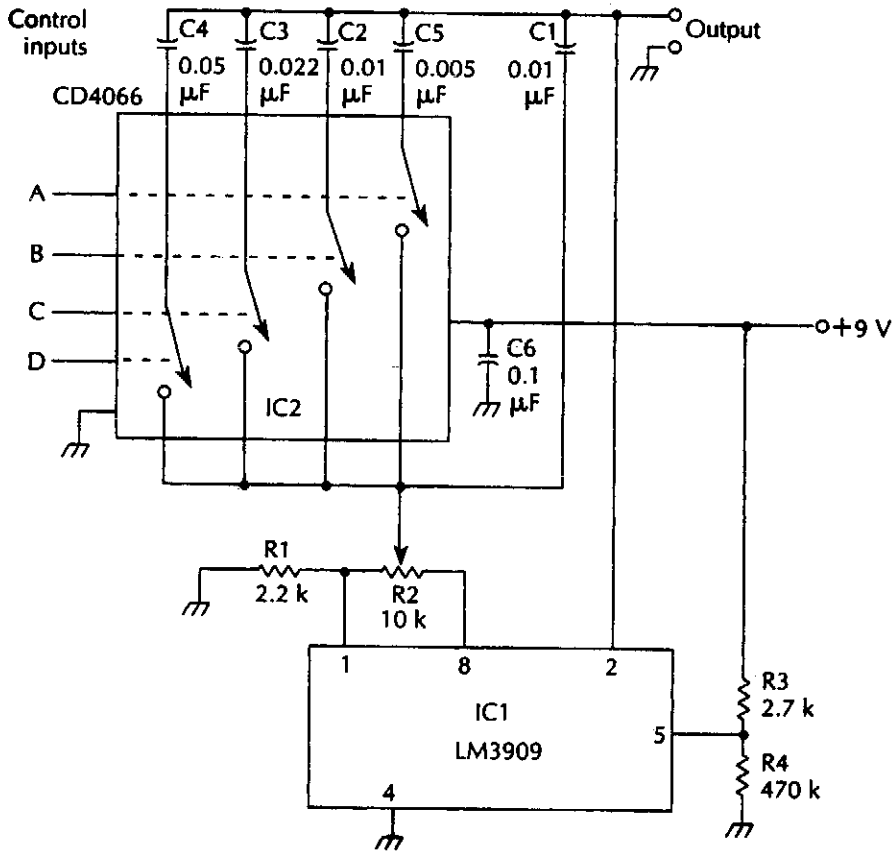 Control
inputs
C4
0.05
µF
C3
0.022
µF
C2
0.01
µF
C5
0.005
µF
C1
0.01
µF
Output
CD4066
A
B
C
D
IC2
C6
0.1
µF
+9 V
R1
2.2 k
R2
10 k
1
8
2
IC1
LM3909
5
4
R3
2.7 k
R4
470 k